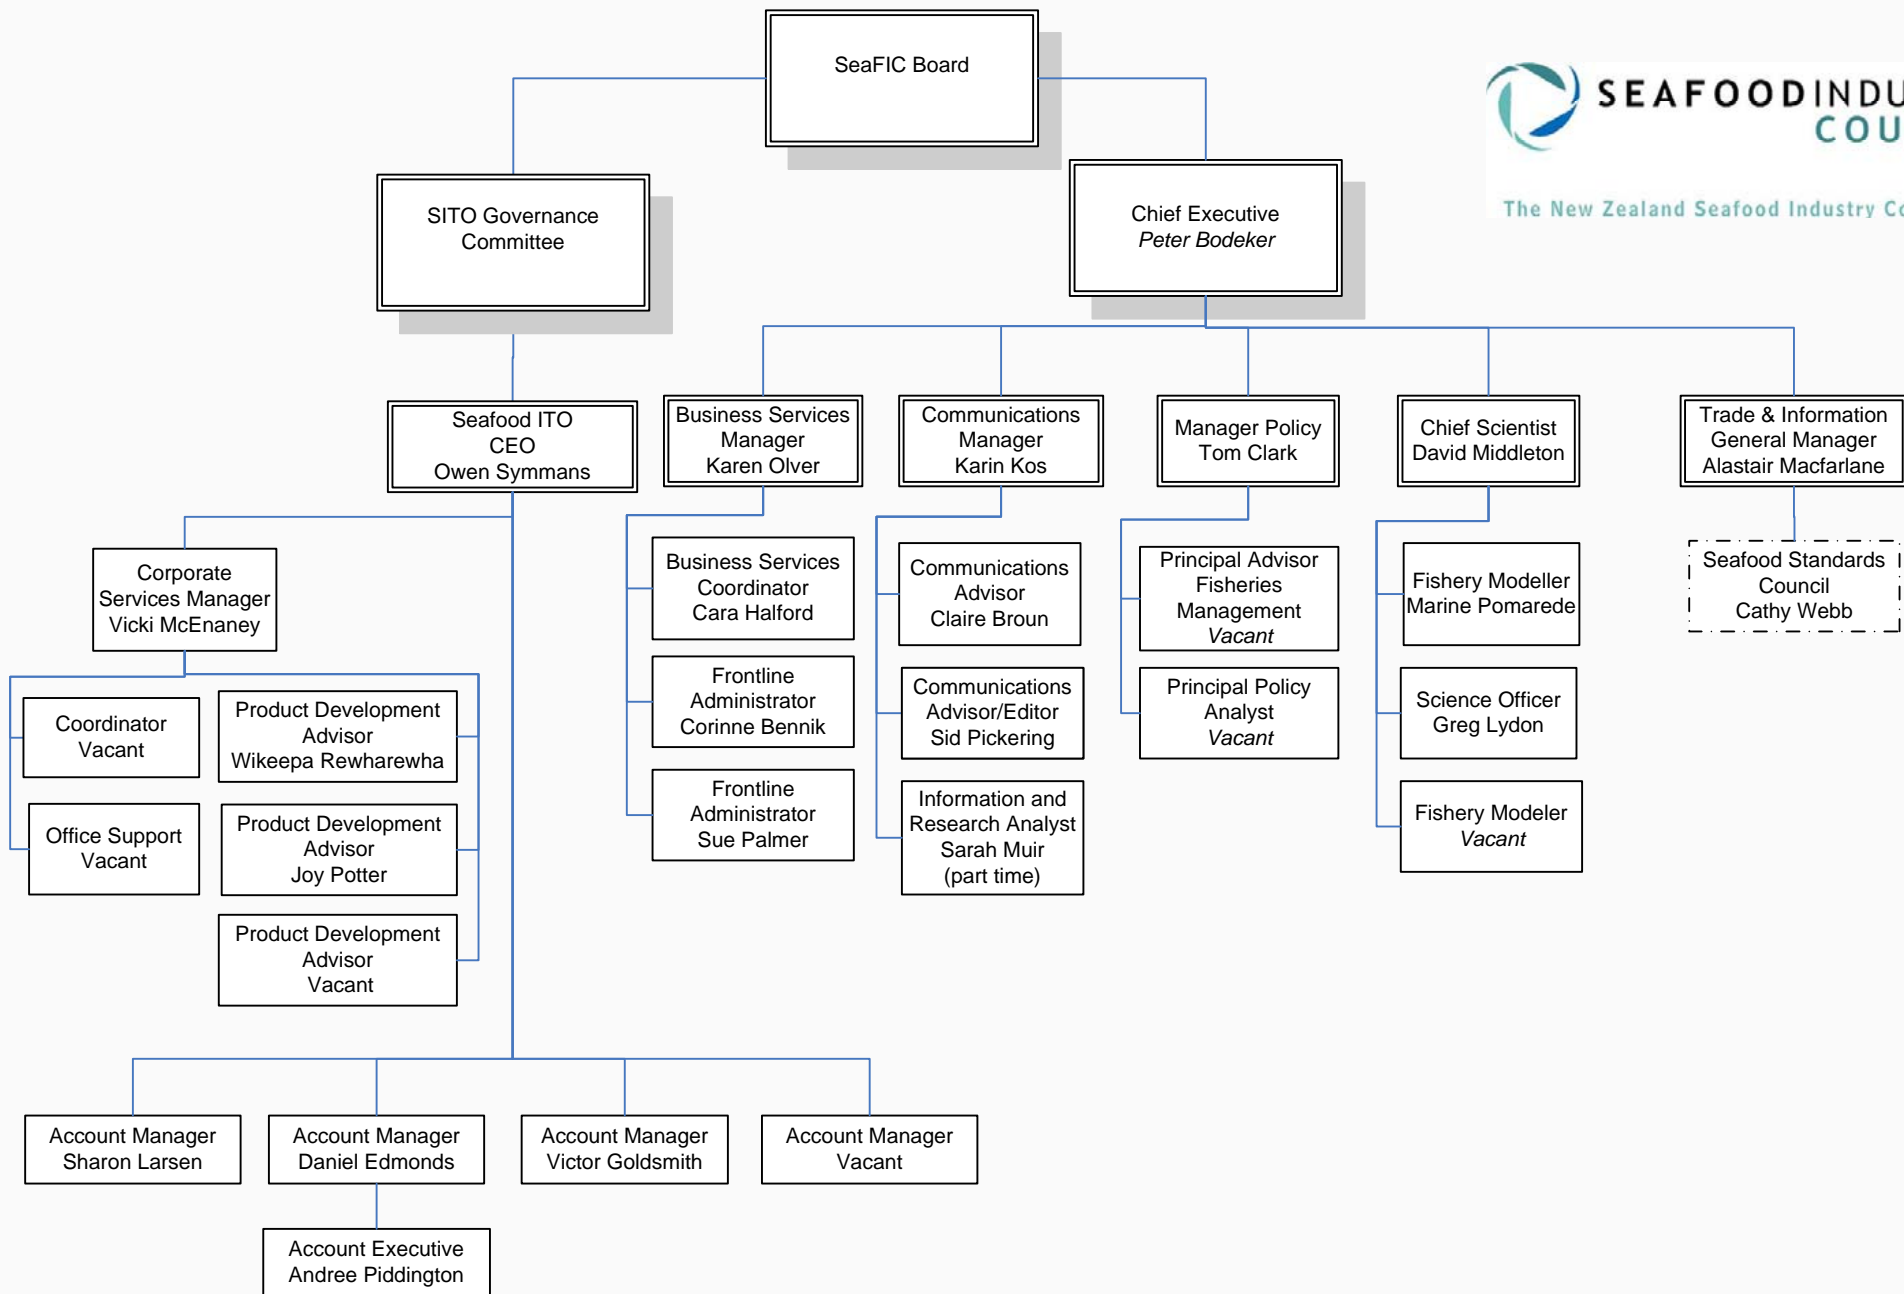 SeaFIC Board
SEAFOODINDU
COU
The New Zealand Seafood Industry Co
SITO Governance
Committee
Chief Executive
Peter Bodeker
Seafood ITO
CEO
Owen Symmans
Business Services
Manager
Karen Olver
Communications
Manager
Karin Kos
Manager Policy
Tom Clark
Chief Scientist
David Middleton
Trade & Information
General Manager
Alastair Macfarlane
Corporate
Services Manager
Vicki McEnaney
Coordinator
Vacant
Office Support
Vacant
Product Development
Advisor
Wikeepa Rewharewha
Product Development
Advisor
Joy Potter
Product Development
Advisor
Vacant
Business Services
Coordinator
Cara Halford
Frontline
Administrator
Corinne Bennik
Frontline
Administrator
Sue Palmer
Communications
Advisor
Claire Broun
Communications
Advisor/Editor
Sid Pickering
Information and
Research Analyst
Sarah Muir
(part time)
Principal Advisor
Fisheries
Management
Vacant
Principal Policy
Analyst
Vacant
Fishery Modeller
Marine Pomarede
Science Officer
Greg Lydon
Fishery Modeler
Vacant
Seafood Standards
Council
Cathy Webb
Account Manager
Sharon Larsen
Account Manager
Daniel Edmonds
Account Manager
Victor Goldsmith
Account Manager
Vacant
Account Executive
Andree Piddington